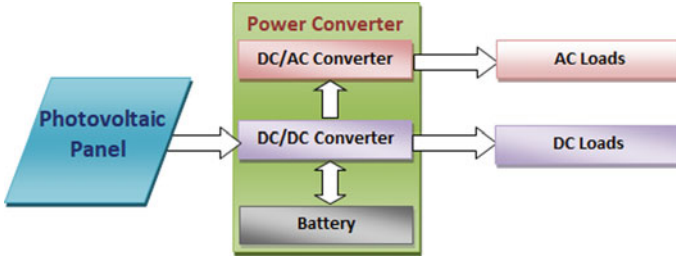 Power Converter
DC/AC Converter
AC Loads
Photovoltaic
Panel
DC/DC Converter
DC Loads
Battery